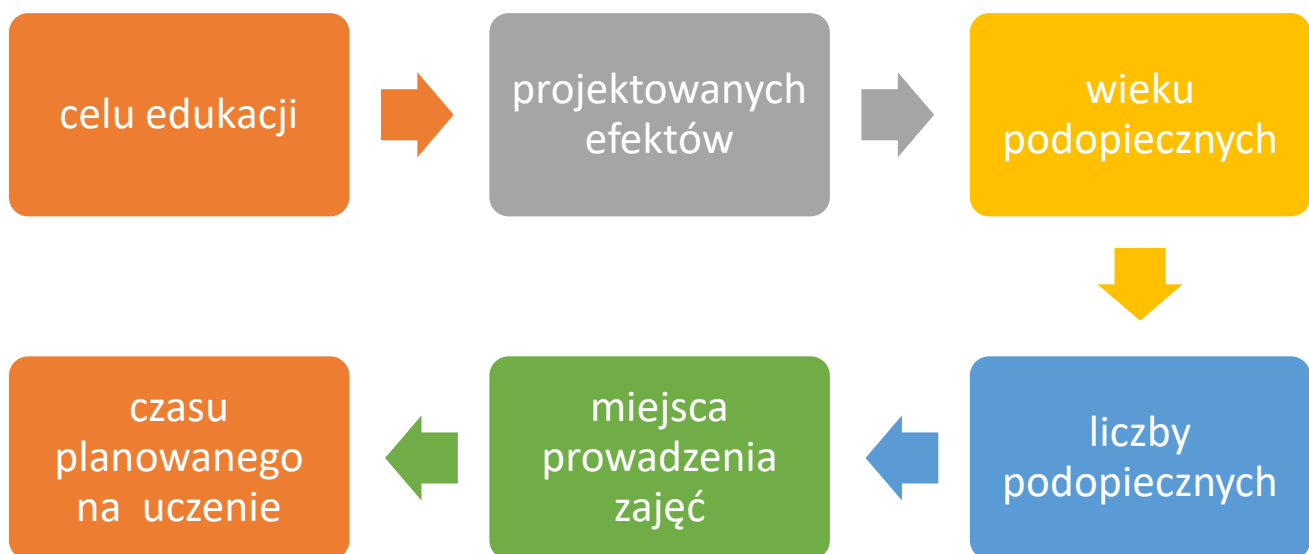 celu edukacji
projektowanych
efektów
wieku
podopiecznych
liczby
podopiecznych
miejsca
prowadzenia
zajęć
czasu
planowanego
na uczenie